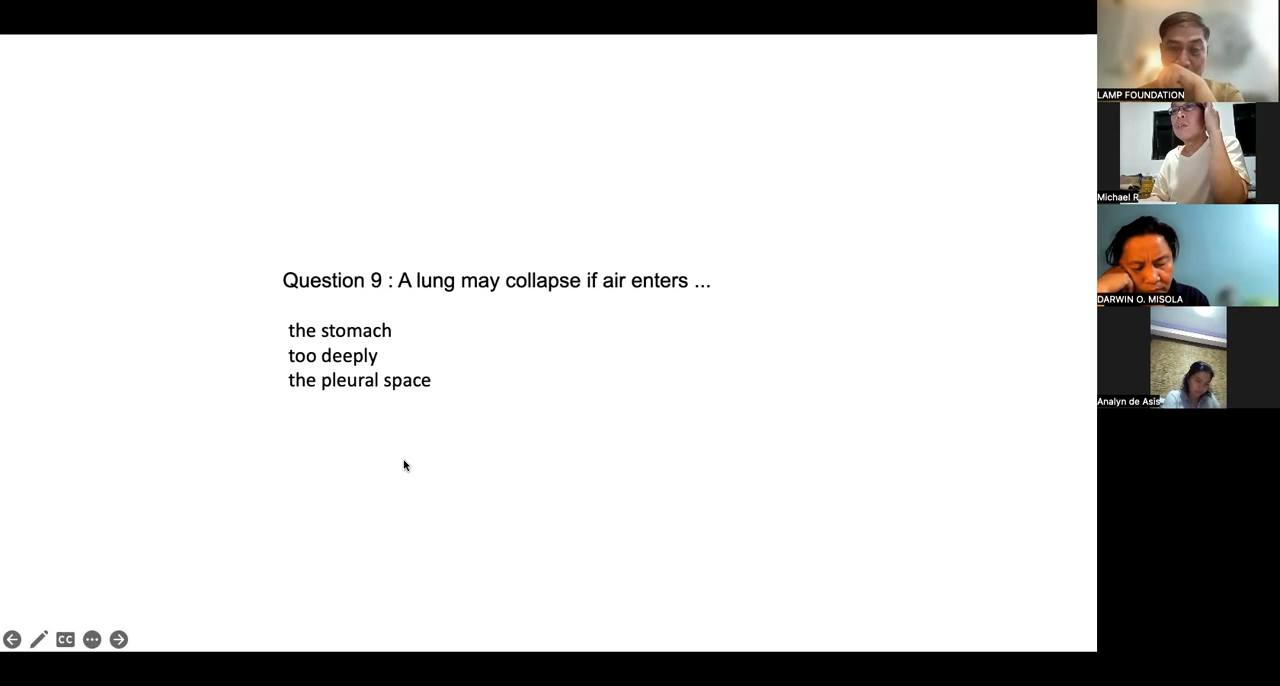 Question 9 : A lung may collapse if air enters ...
the stomach
too deeply
the pleural space
CC
LAMP FOUNDATION
Michael R
DARWIN O. MISOLA
Analyn de Asis